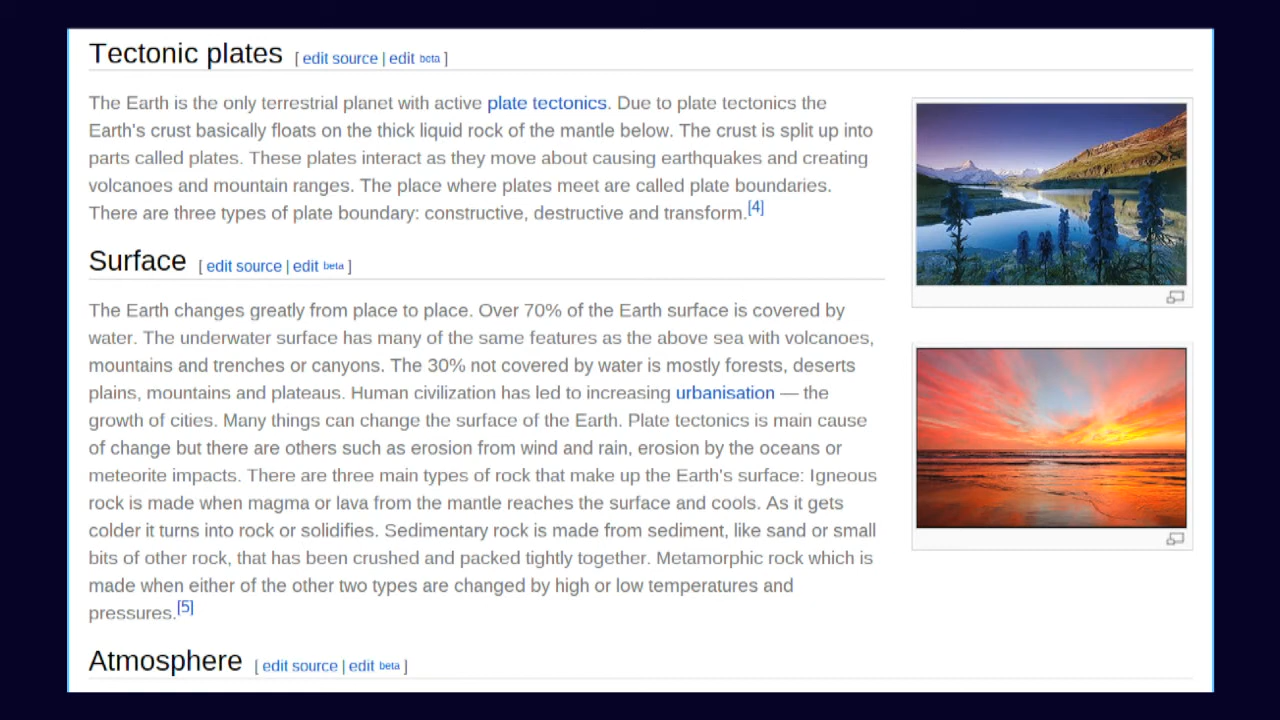 Tectonic plates [ edit source | edit beta ]
The Earth is the only terrestrial planet with active plate tectonics. Due to plate tectonics the
Earth's crust basically floats on the thick liquid rock of the mantle below. The crust is split up into
parts called plates. These plates interact as they move about causing earthquakes and creating
volcanoes and mountain ranges. The place where plates meet are called plate boundaries.
There are three types of plate boundary: constructive, destructive and transform.[4]
Surface [ edit source | edit beta ]
The Earth changes greatly from place to place. Over 70% of the Earth surface is covered by
water. The underwater surface has many of the same features as the above sea with volcanoes,
mountains and trenches or canyons. The 30% not covered by water is mostly forests, deserts
plains, mountains and plateaus. Human civilization has led to increasing urbanisation — the
growth of cities. Many things can change the surface of the Earth. Plate tectonics is main cause
of change but there are others such as erosion from wind and rain, erosion by the oceans or
meteorite impacts. There are three main types of rock that make up the Earth's surface: Igneous
rock is made when magma or lava from the mantle reaches the surface and cools. As it gets
colder it turns into rock or solidifies. Sedimentary rock is made from sediment, like sand or small
bits of other rock, that has been crushed and packed tightly together. Metamorphic rock which is
made when either of the other two types are changed by high or low temperatures and
pressures.[5]
Atmosphere [ edit source | edit beta ]